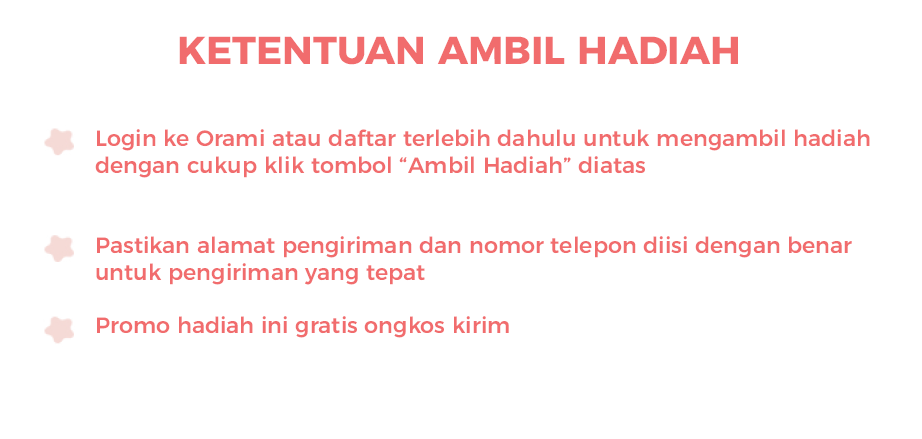 KETENTUAN AMBIL HADIAH
Login ke Orami atau daftar terlebih dahulu untuk mengambil hadiah
dengan cukup klik tombol “Ambil Hadiah” diatas
Pastikan alamat pengiriman dan nomor telepon diisi dengan benar
untuk pengiriman yang tepat
Promo hadiah ini gratis ongkos kirim